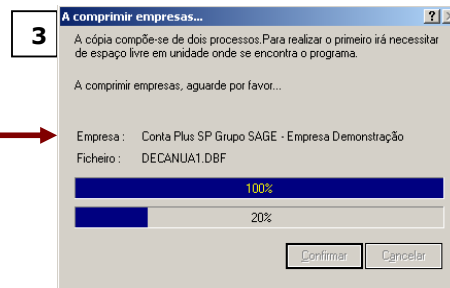 3
A comprimir empresas...
A cópia compõe-se de dois processos.Para realizar o primeiro irá necessitar
de espaço livre em unidade onde se encontra o programa.
A comprimir empresas, aguarde por favor...
Empresa : Conta Plus SP Grupo SAGE - Empresa Demonstração
Ficheiro : DECANUA1.DBF
100%
20%
Confirmar Cancelar